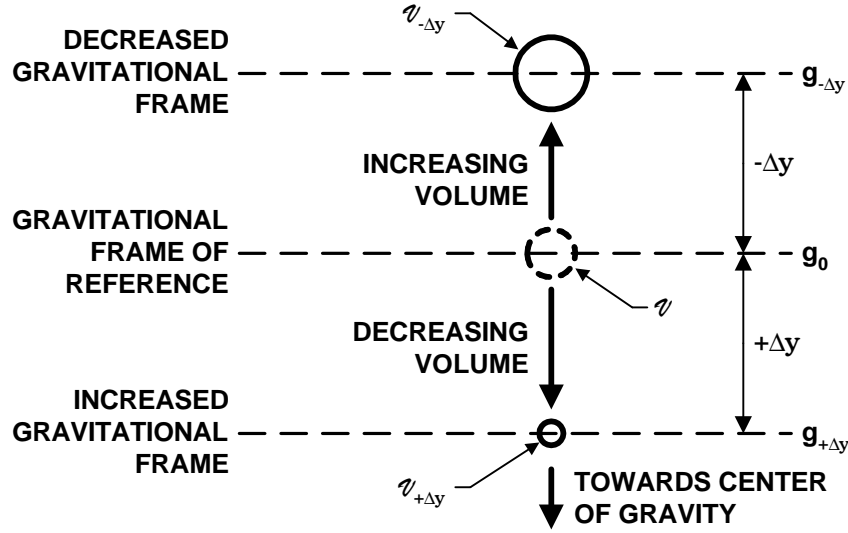 𝓋-Δy
DECREASED
GRAVITATIONAL
FRAME
g-Δy
INCREASING
VOLUME
-Δy
GRAVITATIONAL
FRAME OF
REFERENCE
g0
𝓋
DECREASING
VOLUME
+Δy
INCREASED
GRAVITATIONAL
FRAME
g+Δy
𝓋+Δy
TOWARDS CENTER
OF GRAVITY